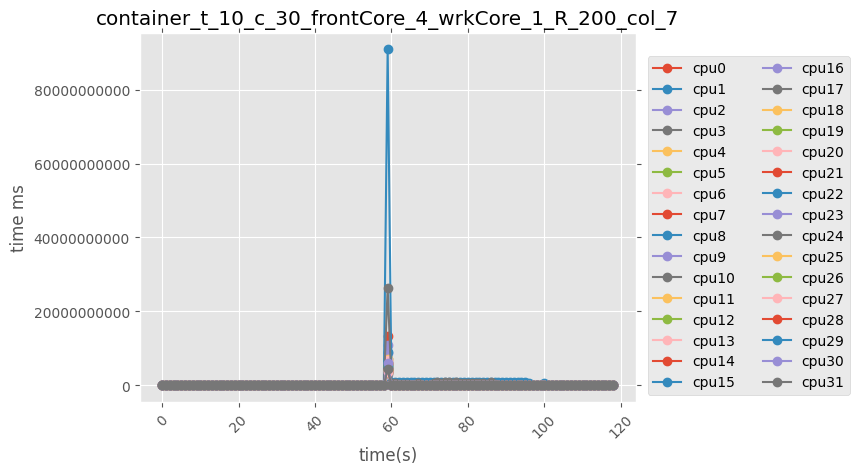 container_t_10_c_30_frontCore_4_wrkCore_1_R_200_col_7
time ms
80000000000
60000000000
40000000000
20000000000
0
0
20
40
60
80
100
120
time(s)
cpu0
cpu1
cpu2
cpu3
cpu4
cpu5
cpu6
cpu7
cpu8
cpu9
cpu10
cpu11
cpu12
cpu13
cpu14
cpu15
cpu16
cpu17
cpu18
cpu19
cpu20
cpu21
cpu22
cpu23
cpu24
cpu25
cpu26
cpu27
cpu28
cpu29
cpu30
cpu31